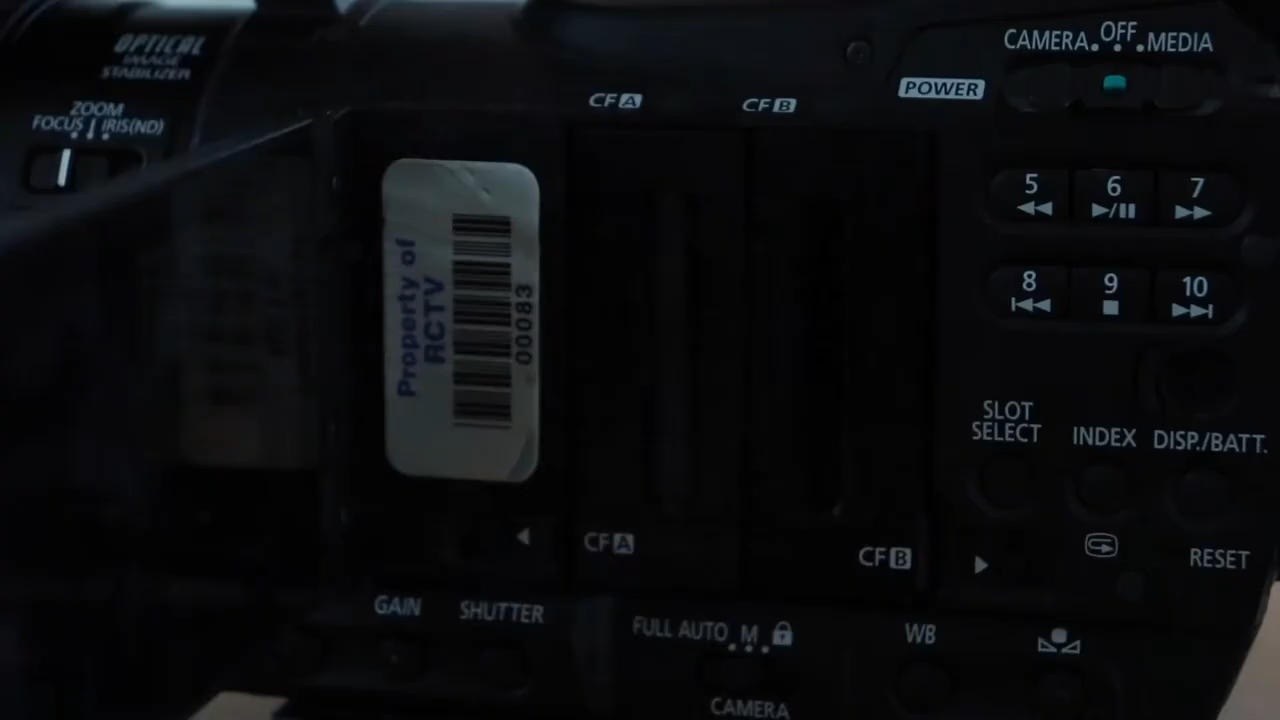 OPTICAL
IMAGE
STABILIZER
ZOOM
FOCUS IRIS(ND)
CF A
CF B
POWER
CAMERA OFF MEDIA
5 6 7
8 9 10
Property of
RCTV
00083
SLOT
SELECT
INDEX
DISP./BATT.
CF A
CF B
RESET
GAIN
SHUTTER
FULL AUTO M
CAMERA
WB